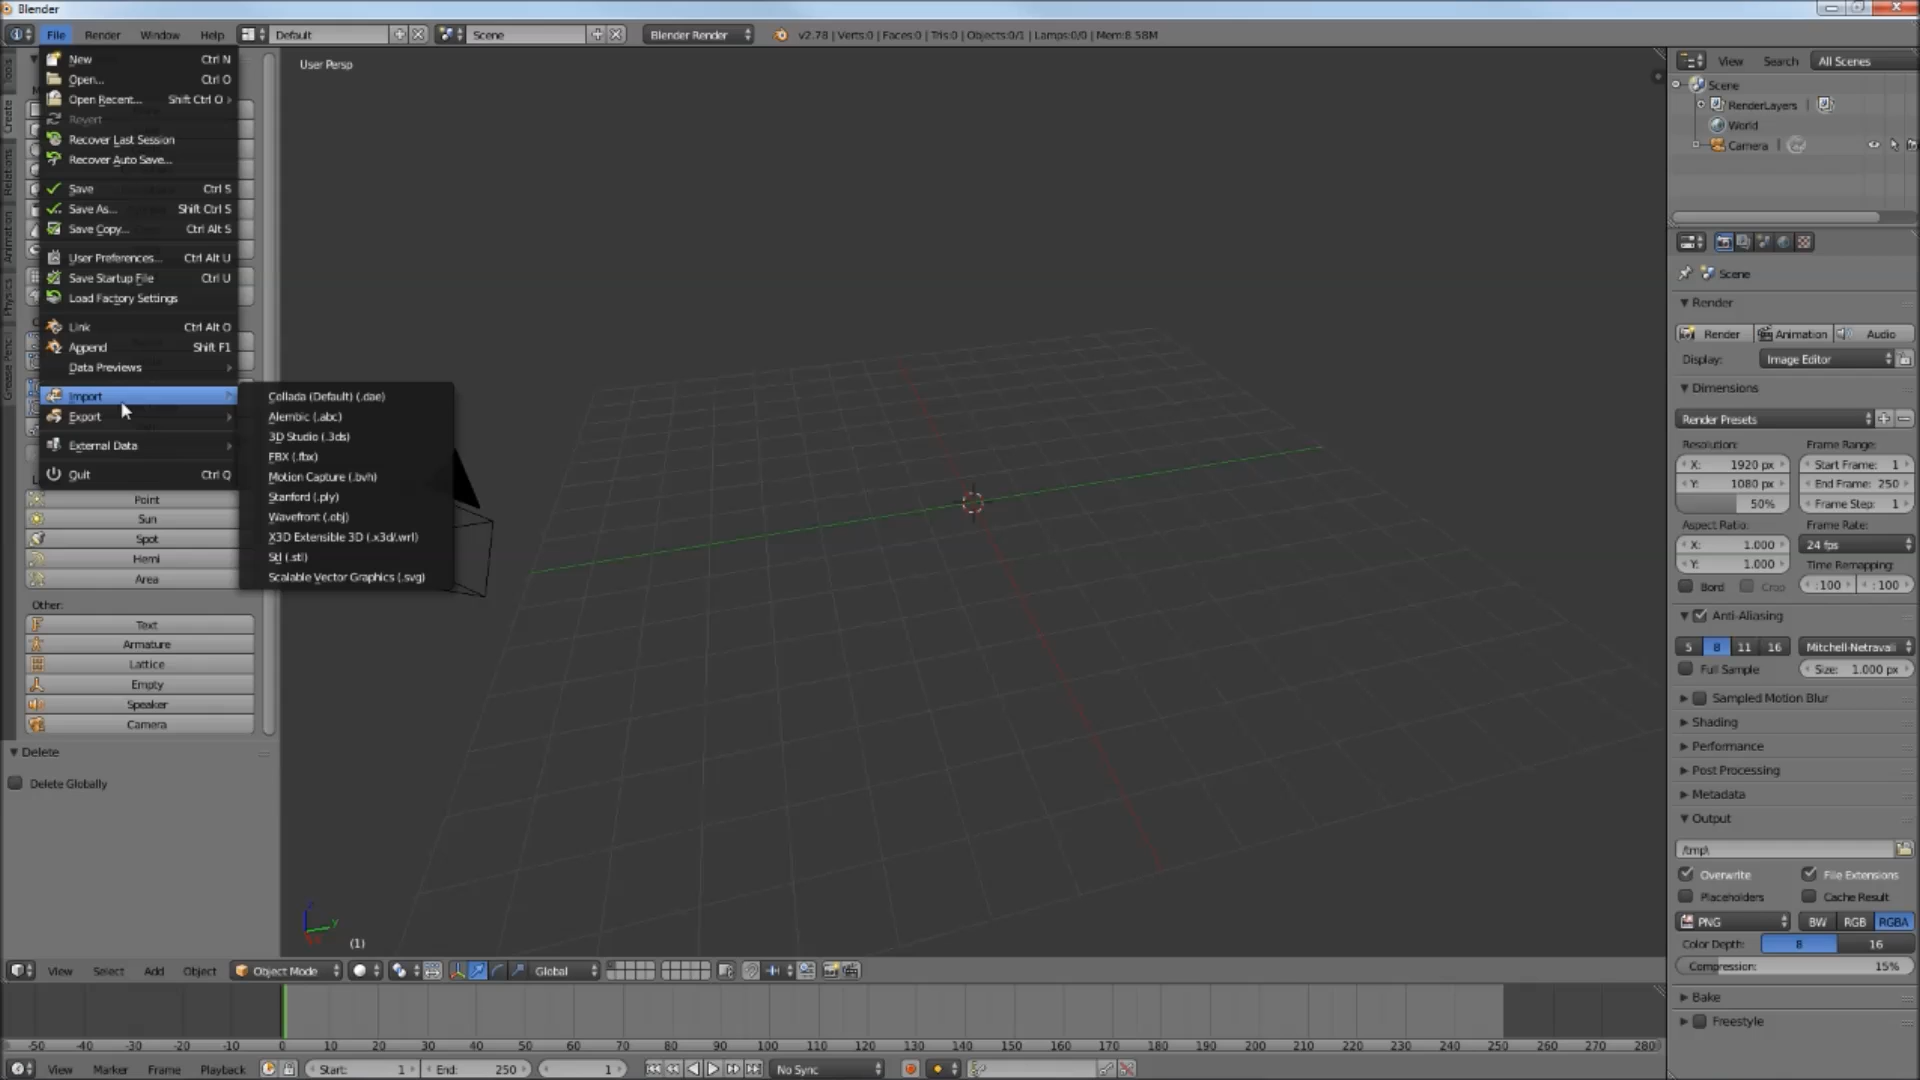 Blender
File Render Window Help Default Scene Blender Render v2.78 | Verts:0 | Faces:0 | Tris:0 | Objects:0/1 | Lamps:0/0 | Mem:8.58M
New Ctrl N
Open... Ctrl O
Open Recent... Shift Ctrl O
Revert
Recover Last Session
Recover Auto Save...
Save Ctrl S
Save As... Shift Ctrl S
Save Copy... Ctrl Alt S
User Preferences... Ctrl Alt U
Save Startup File Ctrl U
Load Factory Settings
Link Ctrl Alt O
Append Shift F1
Data Previews
Import
Export
External Data
Quit Ctrl Q
Collada (Default) (.dae)
Alembic (.abc)
3D Studio (.3ds)
FBX (.fbx)
Motion Capture (.bvh)
Stanford (.ply)
Wavefront (.obj)
X3D Extensible 3D (.x3d/.wrl)
Stl (.stl)
Scalable Vector Graphics (.svg)
Tools
Create
Relations
Animation
Physics
Grease Pencil
Point
Sun
Spot
Hemi
Area
Other:
Text
Armature
Lattice
Empty
Speaker
Camera
Delete
Delete Globally
User Persp
(1)
View Select Add Object Object Mode Global
-50 -40 -30 -20 -10 0 10 20 30 40 50 60 70 80 90 100 110 120 130 140 150 160 170 180 190 200 210 220 230 240 250 260 270 280
View Marker Frame Playback Start: 1 End: 250 1 No Sync
View Search All Scenes
Scene
RenderLayers
World
Camera
Scene
Render
Render Animation Audio
Display: Image Editor
Dimensions
Render Presets
Resolution: Frame Range:
X: 1920 px Start Frame: 1
Y: 1080 px End Frame: 250
50% Frame Step: 1
Aspect Ratio: Frame Rate:
X: 1.000 24 fps
Y: 1.000 Time Remapping:
Bord Crop :100 :100
Anti-Aliasing
5 8 11 16 Mitchell-Netravali
Full Sample Size: 1.000 px
Sampled Motion Blur
Shading
Performance
Post Processing
Metadata
Output
/tmp\
Overwrite File Extensions
Placeholders Cache Result
PNG BW RGB RGBA
Color Depth: 8 16
Compression: 15%
Bake
Freestyle